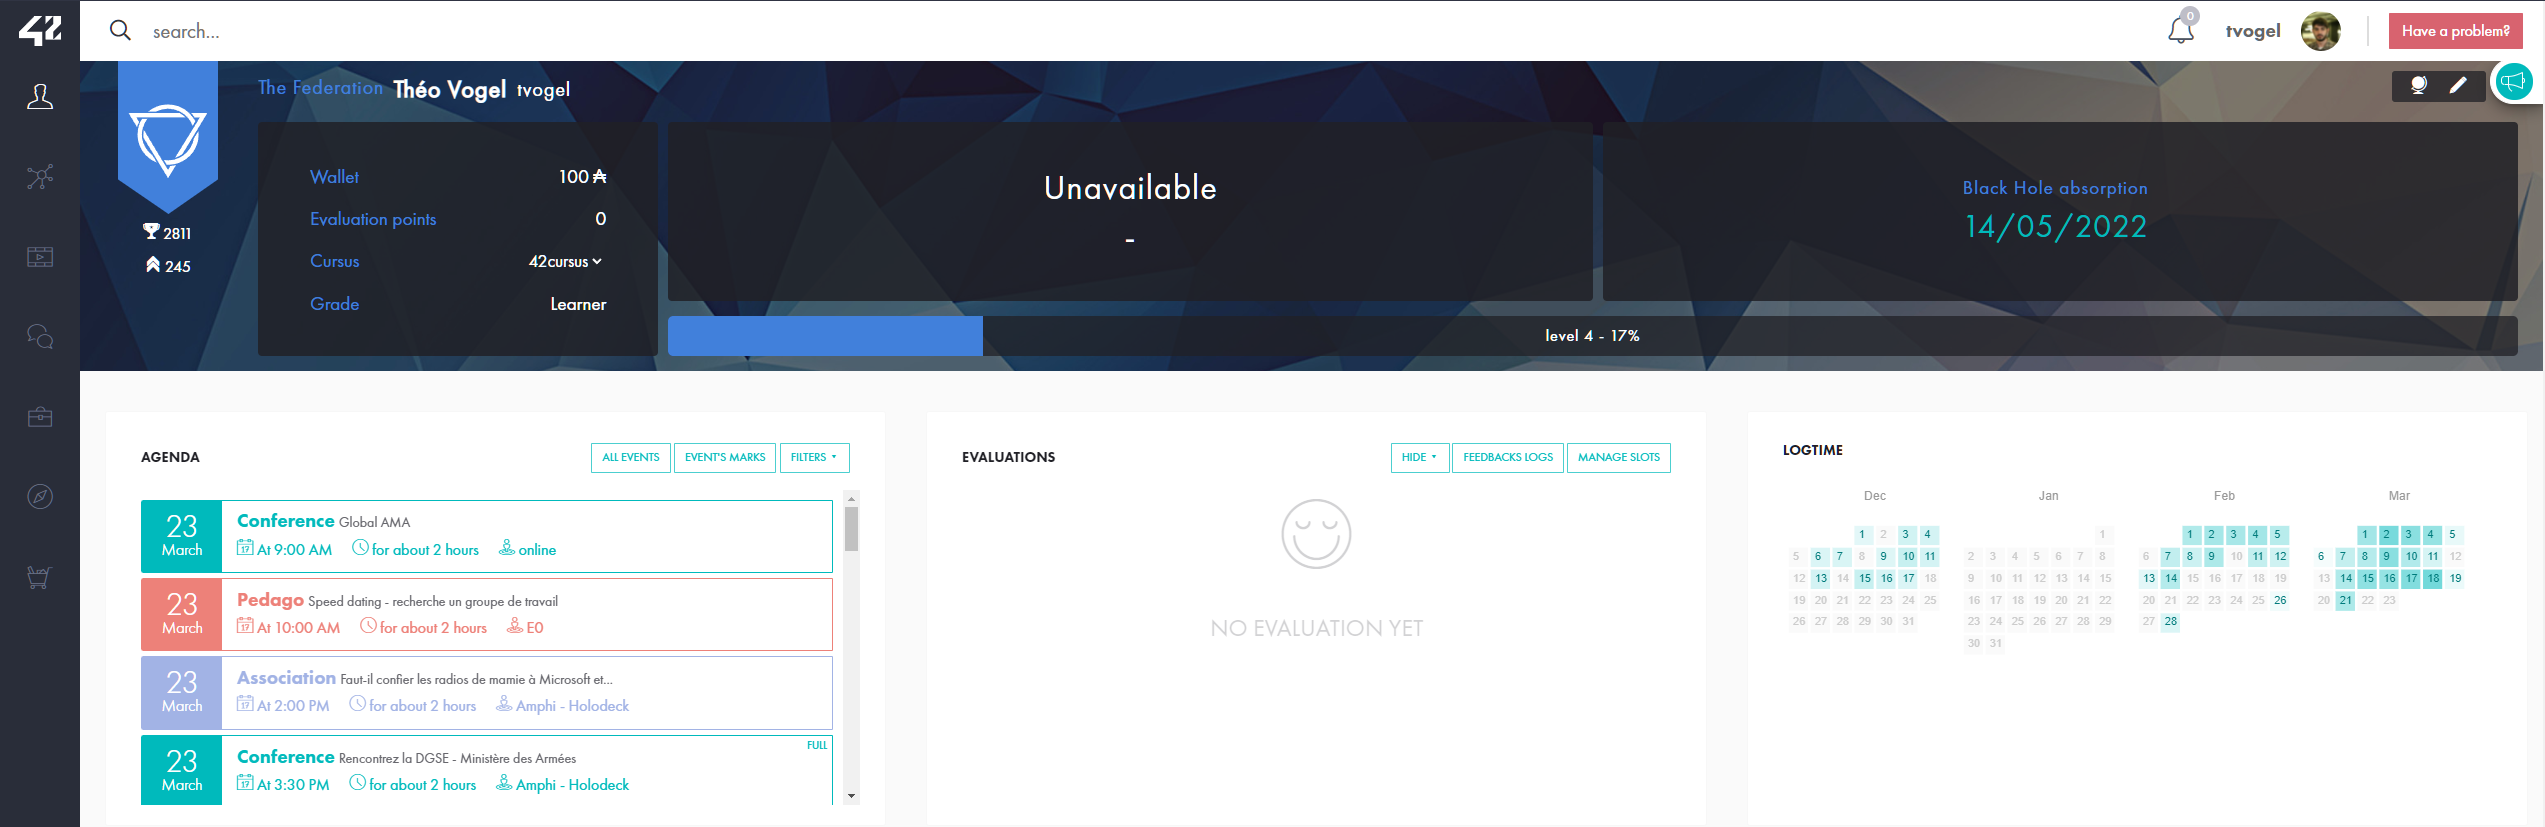 42
search...
0
tvogel
Have a problem?
The Federation Théo Vogel tvogel
2811
245
Wallet 100 ₳
Evaluation points 0
Cursus 42cursus
Grade Learner
Unavailable
-
Black Hole absorption
14/05/2022
level 4 - 17%
AGENDA
ALL EVENTS EVENT'S MARKS FILTERS
23 March
Conference Global AMA
At 9:00 AM for about 2 hours online
23 March
Pedago Speed dating - recherche un groupe de travail
At 10:00 AM for about 2 hours E0
23 March
Association Faut-il confier les radios de mamie à Microsoft et...
At 2:00 PM for about 2 hours Amphi - Holodeck
23 March
Conference Rencontrez la DGSE - Ministère des Armées FULL
At 3:30 PM for about 2 hours Amphi - Holodeck
EVALUATIONS
HIDE FEEDBACKS LOGS MANAGE SLOTS
NO EVALUATION YET
LOGTIME
Dec
1 2 3 4
5 6 7 8 9 10 11
12 13 14 15 16 17 18
19 20 21 22 23 24 25
26 27 28 29 30 31
Jan
1
2 3 4 5 6 7 8
9 10 11 12 13 14 15
16 17 18 19 20 21 22
23 24 25 26 27 28 29
30 31
Feb
1 2 3 4 5
6 7 8 9 10 11 12
13 14 15 16 17 18 19
20 21 22 23 24 25 26
27 28
Mar
1 2 3 4 5
6 7 8 9 10 11 12
13 14 15 16 17 18 19
20 21 22 23